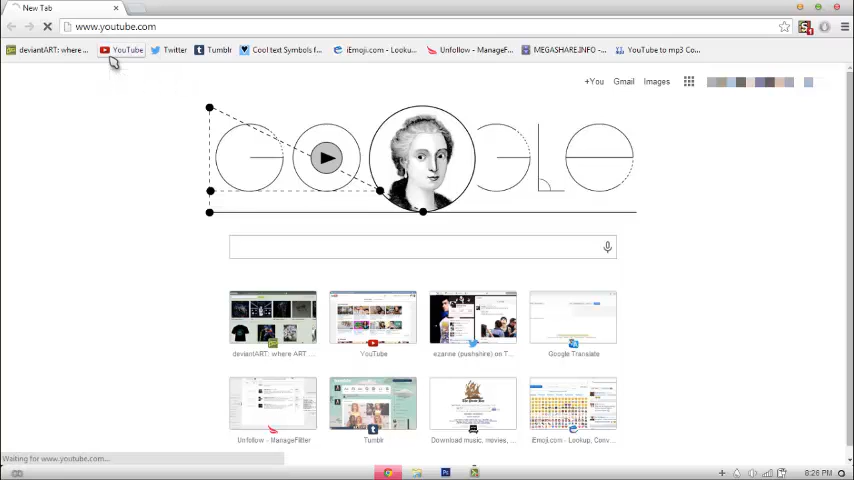 New Tab
www.youtube.com
deviantART: where ...
YouTube
Twitter
Tumblr
Cool text Symbols f...
iEmoji.com - Looku...
Unfollow - ManageF...
MEGASHARE.INFO -...
YouTube to mp3 Co...
+You
Gmail
Images
deviantART: where ART ...
YouTube
ezanne (pushshire) on T...
Google Translate
Unfollow - ManageFlitter
Tumblr
Download music, movies, ...
iEmoji.com - Lookup, Conv...
Waiting for www.youtube.com...
8:26 PM